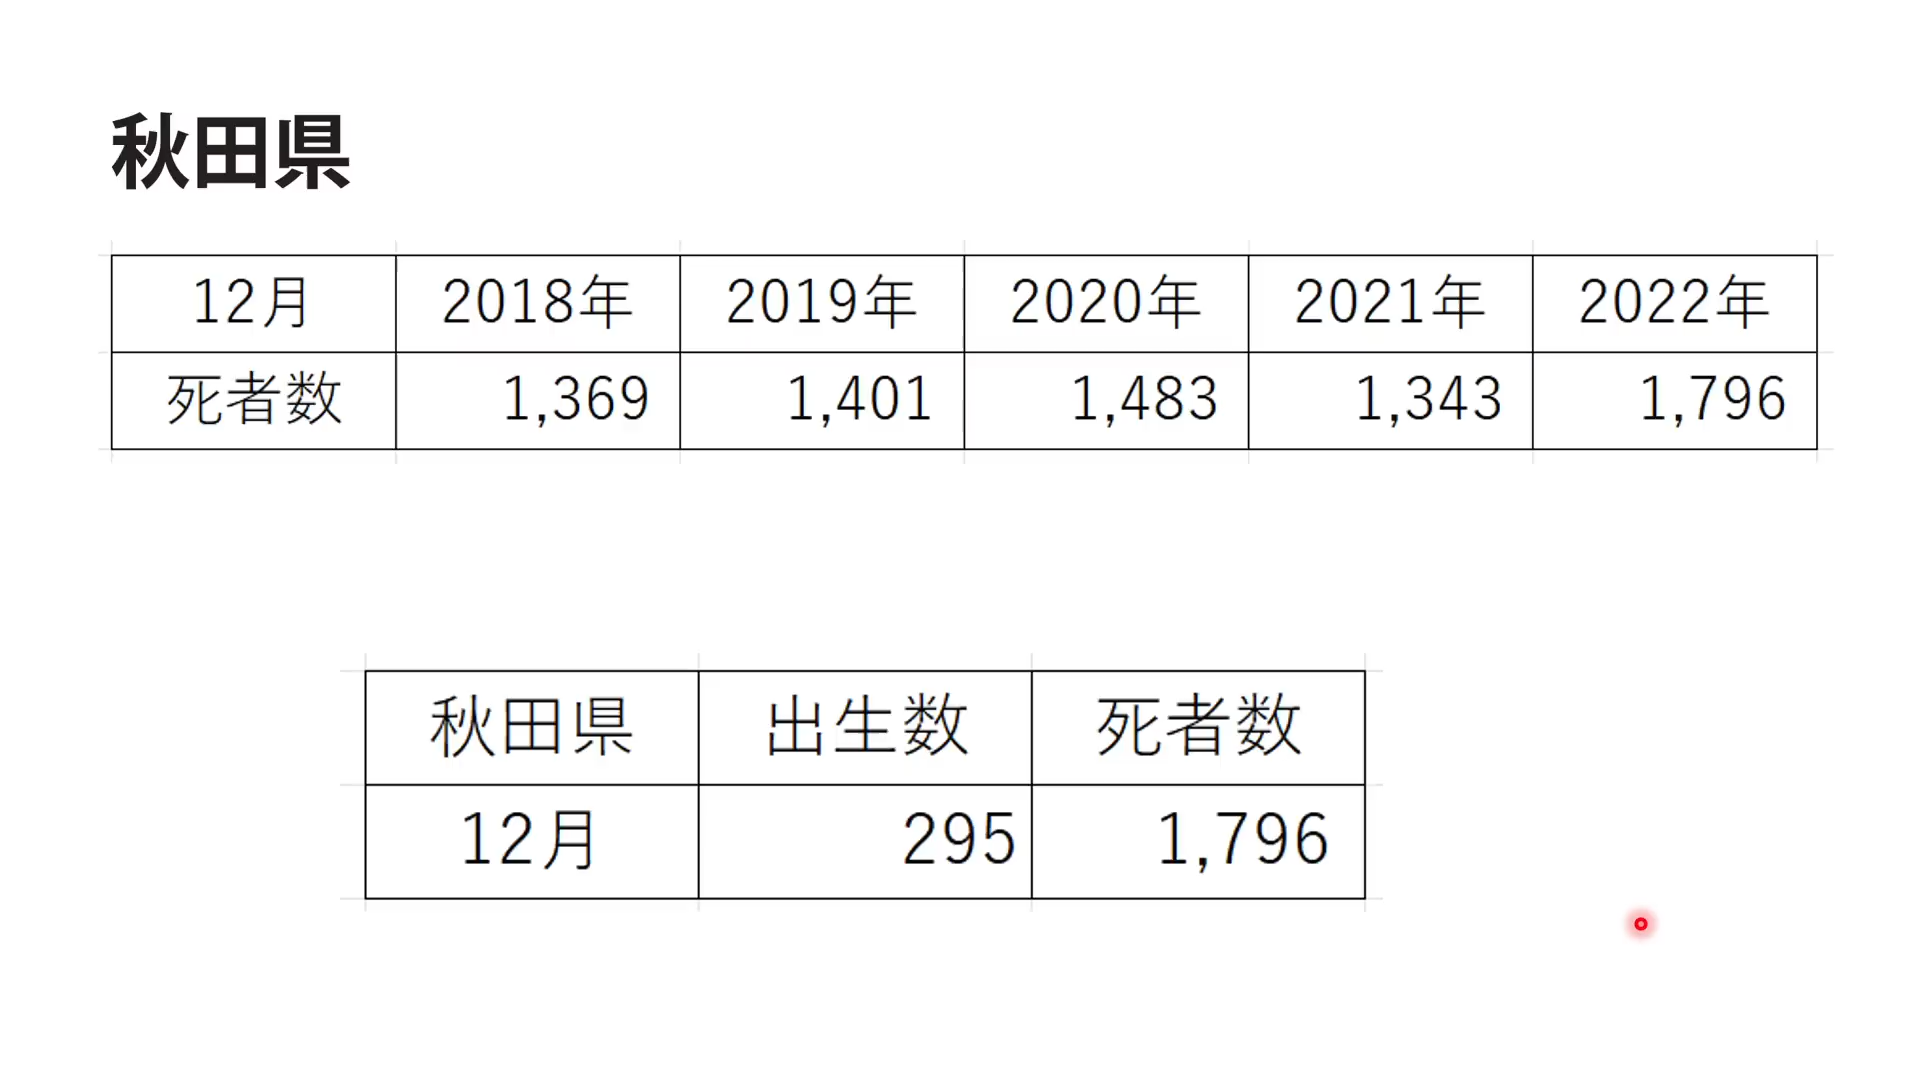 秋田県
12月 2018年 2019年 2020年 2021年 2022年
死者数 1,369 1,401 1,483 1,343 1,796
秋田県 出生数 死者数
12月 295 1,796